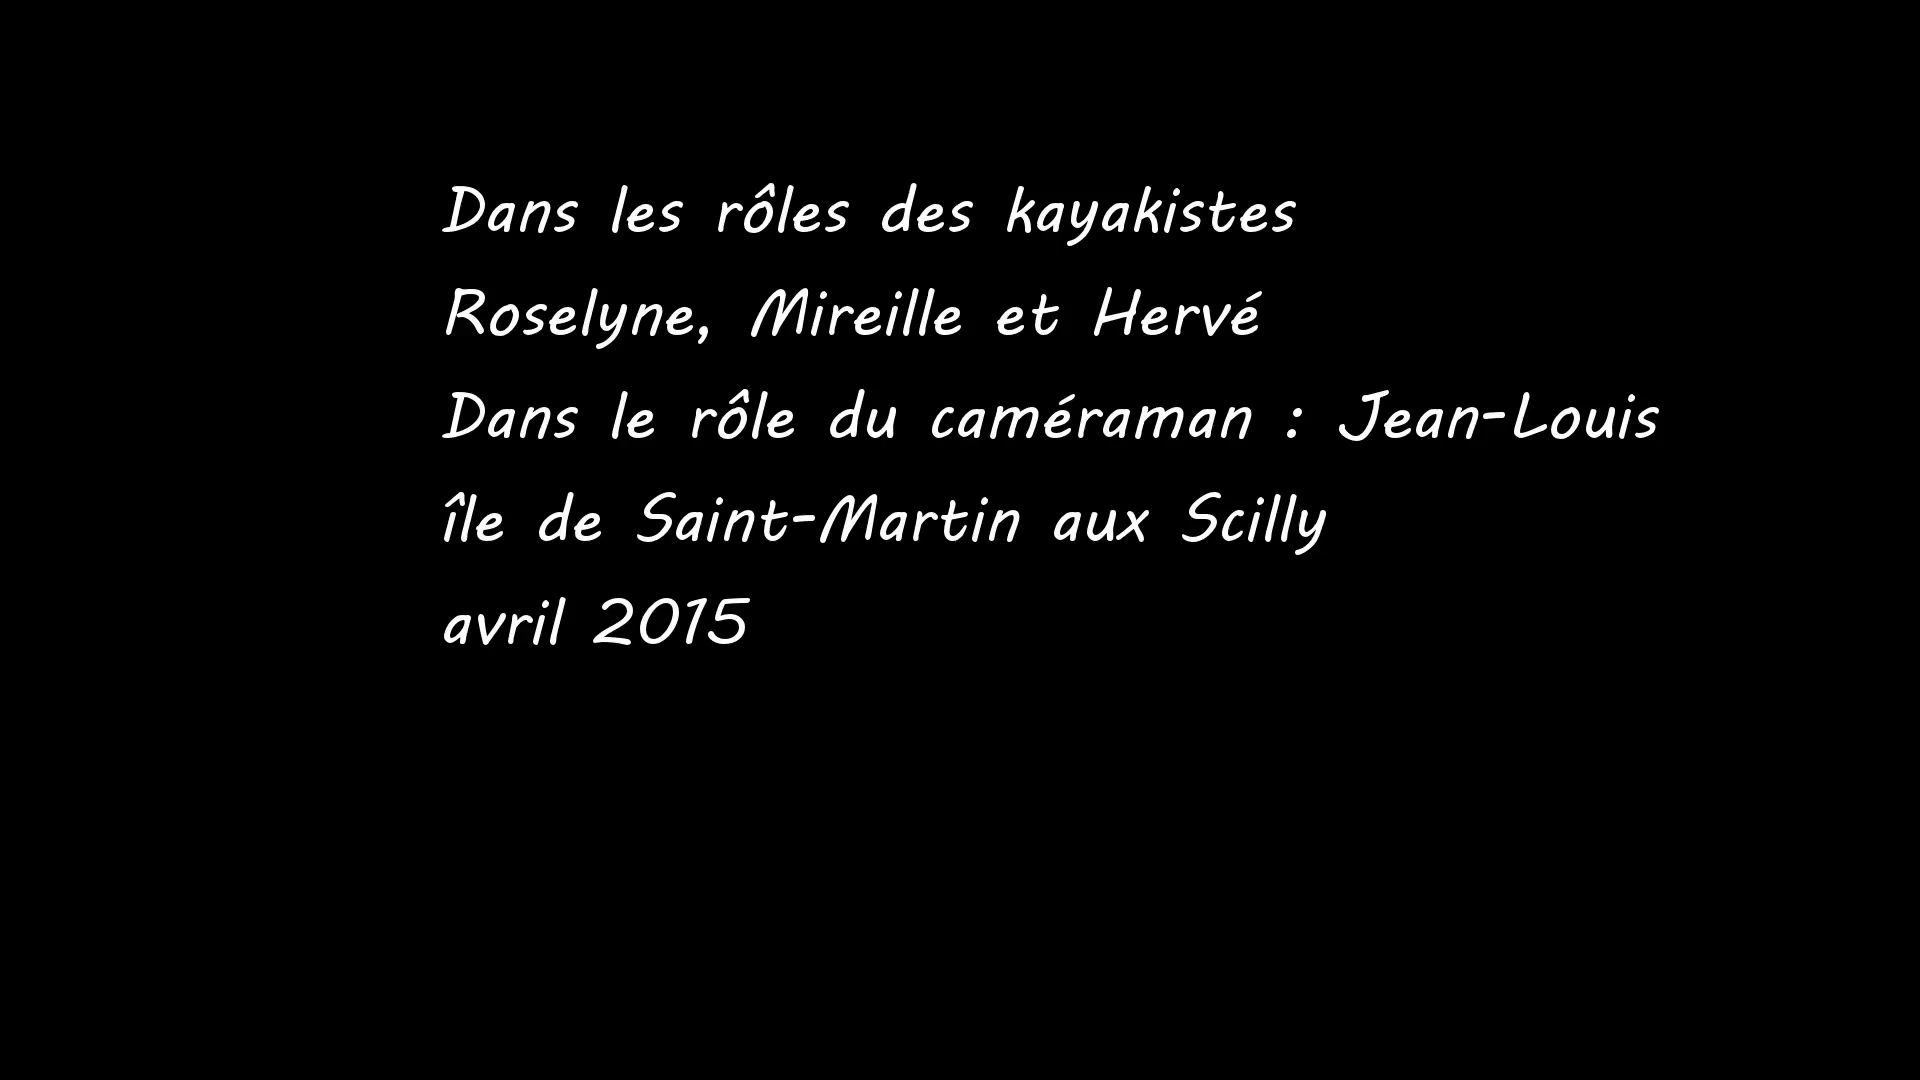 Dans les rôles des kayakistes
Roselyne, Mireille et Hervé
Dans le rôle du caméraman : Jean-Louis
île de Saint-Martin aux Scilly
avril 2015